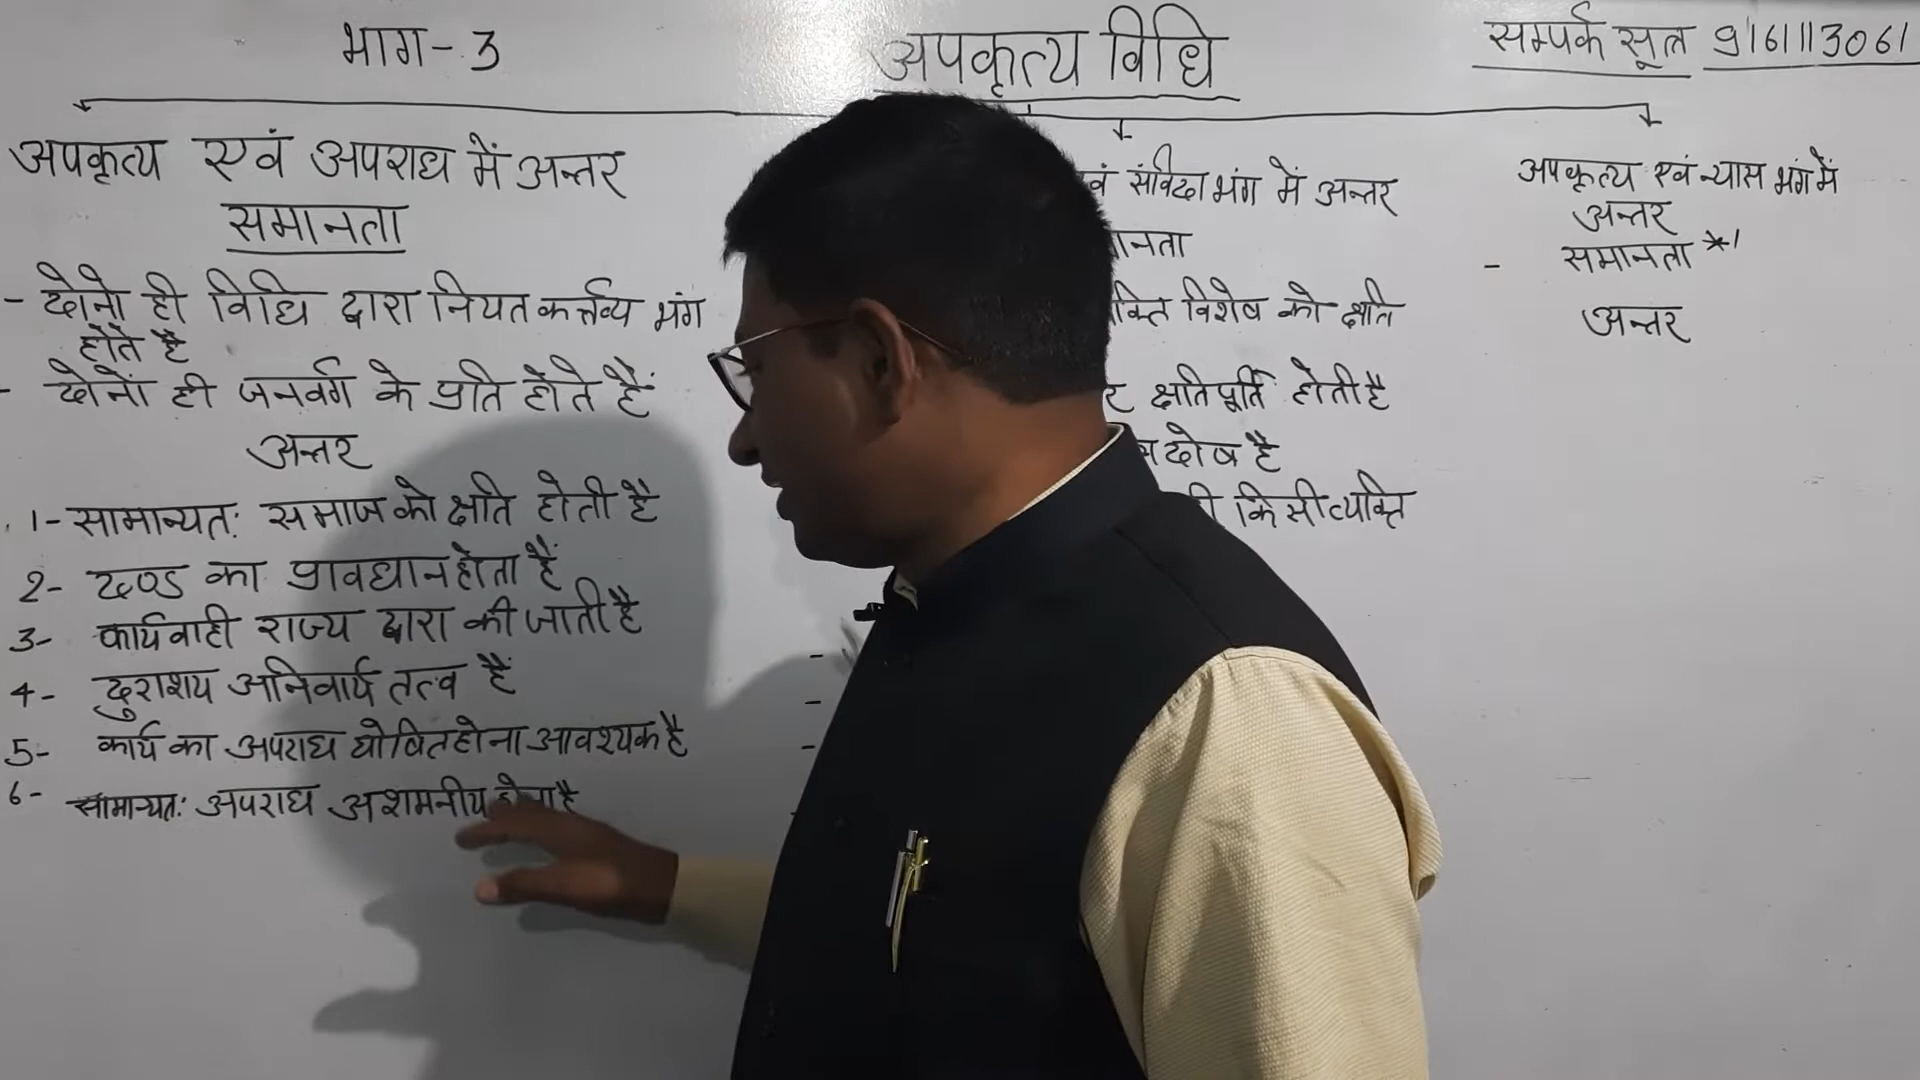 भाग-3
अपकृत्य विधि
सम्पर्क सूत्र 9161113061
अपकृत्य एवं अपराध में अन्तर
समानता
- दोनो ही विधि द्वारा नियत कर्त्तव्य भंग
होते है
- दोनों ही जनवर्ग के प्रति होते हैं
अन्तर
1- सामान्यत: समाज को क्षति होती है
2- दण्ड का प्रावधान होता है
3- कार्यवाही राज्य द्वारा की जाती है
4- दुराशय अनिवार्य तत्व है
5- कार्य का अपराध घोषित होना आवश्यक है
6- सामान्यत: अपराध अशमनीय होता है
वं संविदा भंग में अन्तर
ानता
क्ति विशेष को क्षति
र क्षतिपूर्ति होती है
दोष है
ी किसी व्यक्ति
अपकृत्य एवं न्यास भंग में
अन्तर
- समानता *1
अन्तर